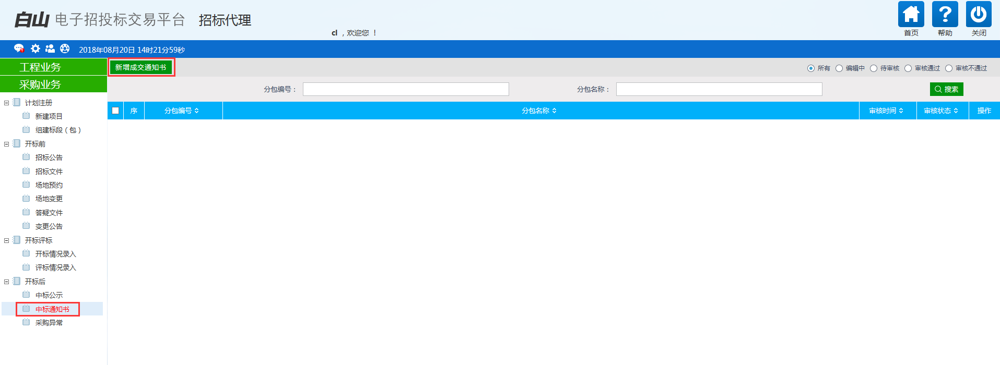 白山 电子招投标交易平台 招标代理
cl ，欢迎您 ！
首页 帮助 关闭
2018年08月20日 14时21分59秒
工程业务
采购业务
计划注册
新建项目
组建标段（包）
开标前
招标公告
招标文件
场地预约
场地变更
答疑文件
变更公告
开标评标
开标情况录入
评标情况录入
开标后
中标公示
中标通知书
采购异常
新增成交通知书
所有 编辑中 待审核 审核通过 审核不通过
分包编号： 分包名称： 搜索
序 分包编号 分包名称 审核时间 审核状态 操作